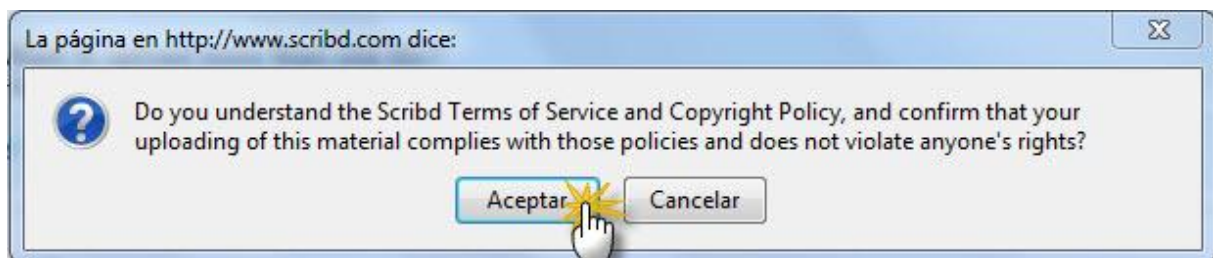 La página en http://www.scribd.com dice:
Do you understand the Scribd Terms of Service and Copyright Policy, and confirm that your
uploading of this material complies with those policies and does not violate anyone's rights?
Aceptar Cancelar